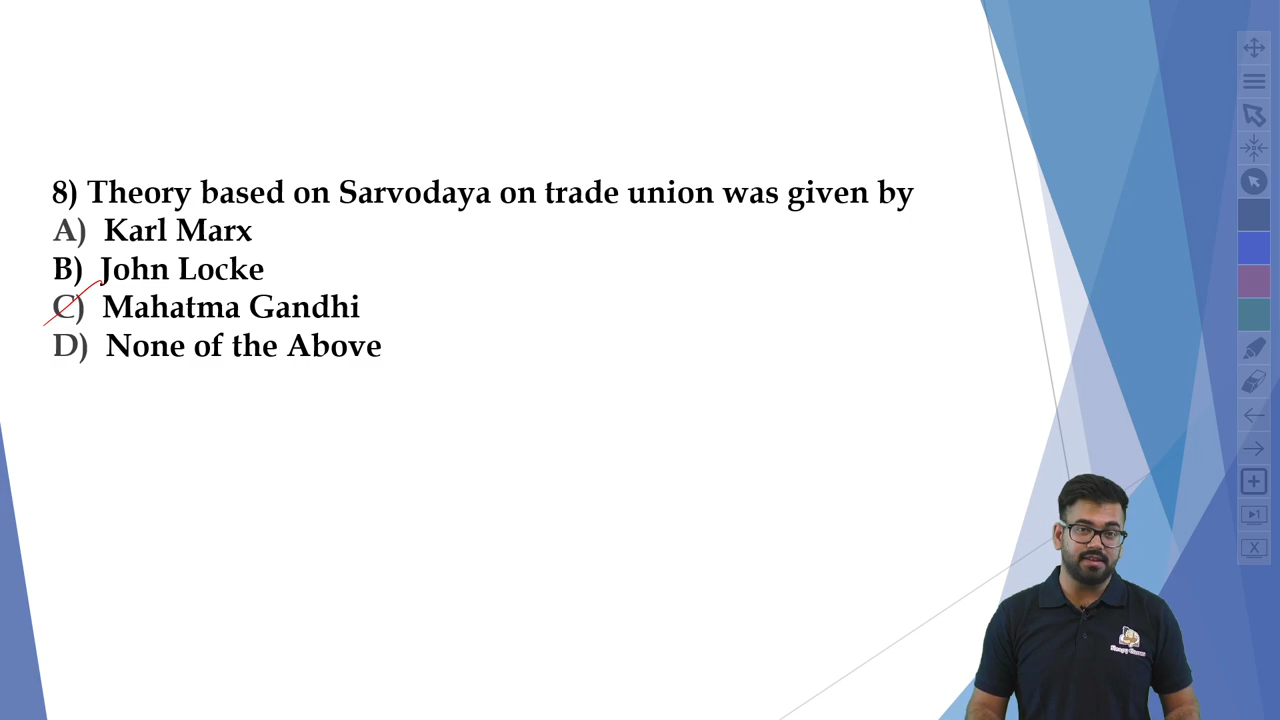 8) Theory based on Sarvodaya on trade union was given by
A) Karl Marx
B) John Locke
C) Mahatma Gandhi
D) None of the Above